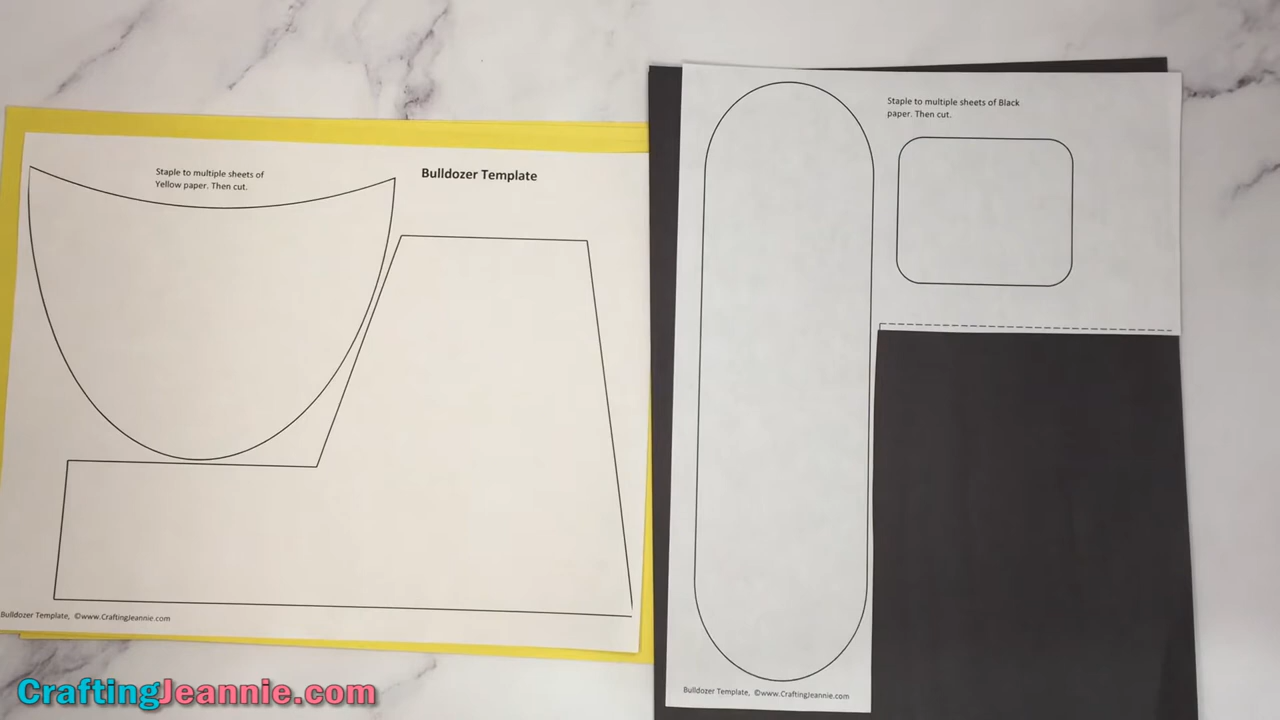 Staple to multiple sheets of
Yellow paper. Then cut.
Bulldozer Template
Bulldozer Template, ©www.CraftingJeannie.com
Staple to multiple sheets of Black
paper. Then cut.
Bulldozer Template, ©www.CraftingJeannie.com
CraftingJeannie.com